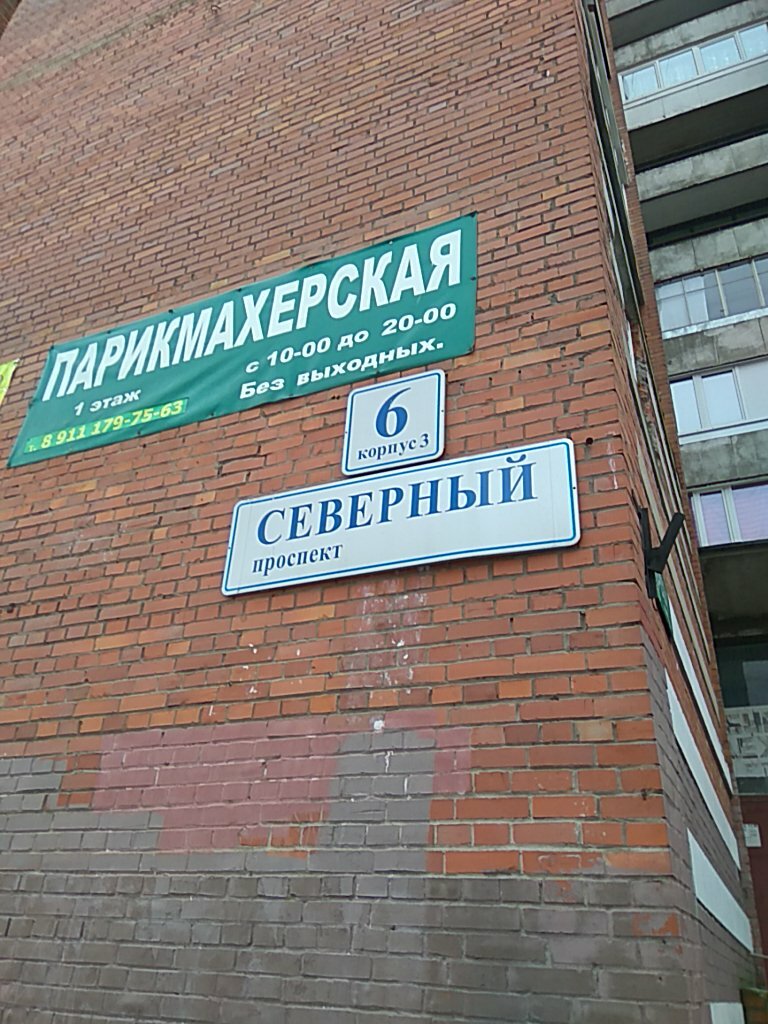 ПАРИКМАХЕРСКАЯ
с 10-00 до 20-00
1 этаж
Без выходных.
т. 8 911 179-75-63
6
корпус 3
СЕВЕРНЫЙ
проспект